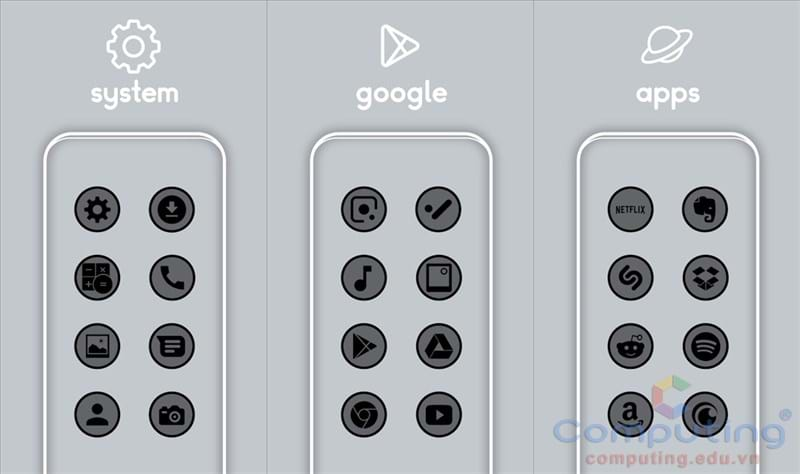 system
google
apps
NETFLIX
a
Computing®
computing.edu.vn